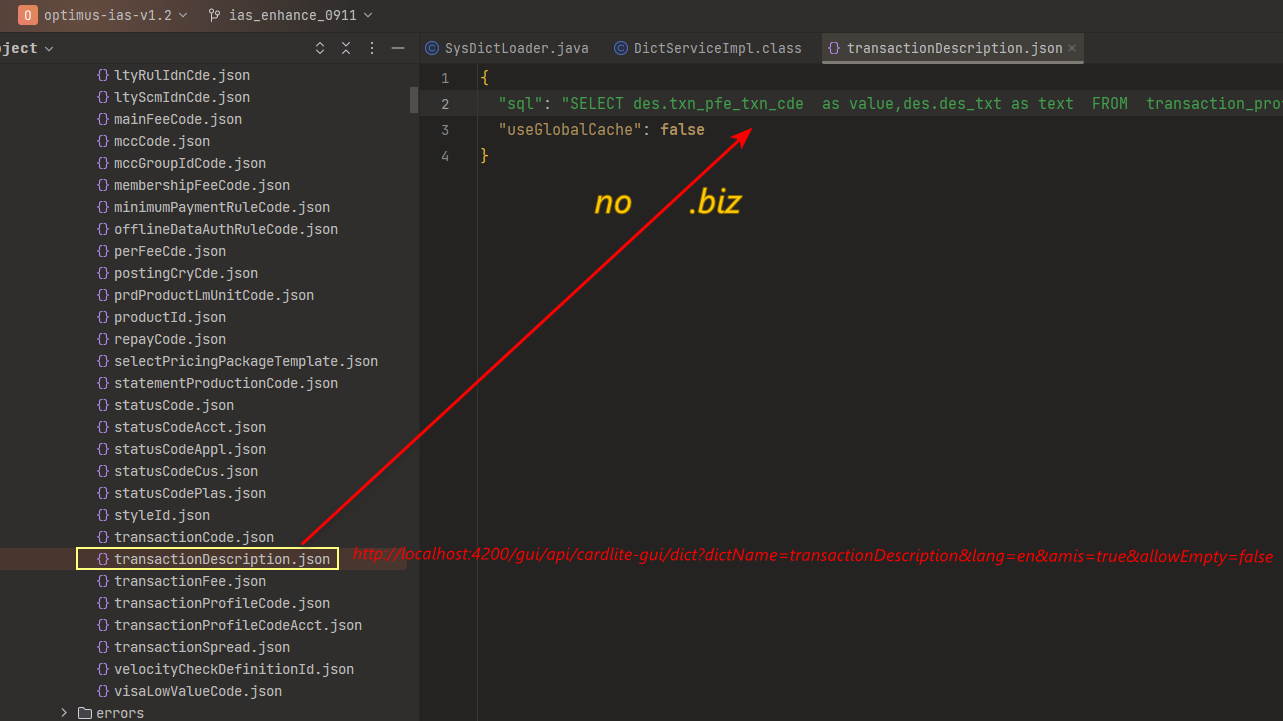 O optimus-ias-v1.2 ias_enhance_0911
oject
SysDictLoader.java DictServiceImpl.class transactionDescription.json
ltyRulIdnCde.json
ltyScmIdnCde.json
mainFeeCode.json
mccCode.json
mccGroupIdCode.json
membershipFeeCode.json
minimumPaymentRuleCode.json
offlineDataAuthRuleCode.json
perFeeCde.json
postingCryCde.json
prdProductLmUnitCode.json
productId.json
repayCode.json
selectPricingPackageTemplate.json
statementProductionCode.json
statusCode.json
statusCodeAcct.json
statusCodeAppl.json
statusCodeCus.json
statusCodePlas.json
styleId.json
transactionCode.json
transactionDescription.json
transactionFee.json
transactionProfileCode.json
transactionProfileCodeAcct.json
transactionSpread.json
velocityCheckDefinitionId.json
visaLowValueCode.json
errors
1 {
2 "sql": "SELECT des.txn_pfe_txn_cde as value,des.des_txt as text FROM transaction_pro
3 "useGlobalCache": false
4 }
no .biz
http://localhost:4200/gui/api/cardlite-gui/dict?dictName=transactionDescription&lang=en&amis=true&allowEmpty=false